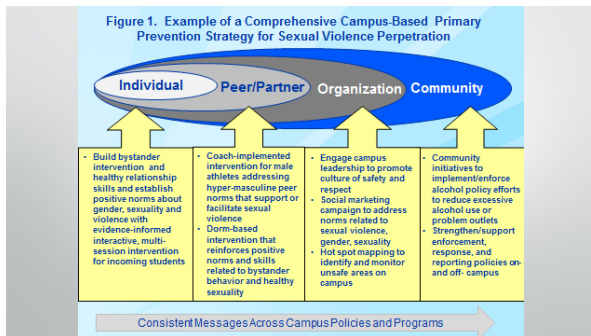 Figure 1. Example of a Comprehensive Campus-Based Primary
Prevention Strategy for Sexual Violence Perpetration
Individual
Peer/Partner
Organization
Community
• Build bystander
intervention and
healthy relationship
skills and establish
positive norms about
gender, sexuality and
violence with
evidence-informed
interactive, multi-
session intervention
for incoming students
• Coach-implemented
intervention for male
athletes addressing
hyper-masculine peer
norms that support or
facilitate sexual
violence
• Dorm-based
intervention that
reinforces positive
norms and skills
related to bystander
behavior and healthy
sexuality
• Engage campus
leadership to promote
culture of safety and
respect
• Social marketing
campaign to address
norms related to
sexual violence,
gender, sexuality
• Hot spot mapping to
identify and monitor
unsafe areas on
campus
• Community
initiatives to
implement/enforce
alcohol policy efforts
to reduce excessive
alcohol use or
problem outlets
• Strengthen/support
enforcement,
response, and
reporting policies on-
and off- campus
Consistent Messages Across Campus Policies and Programs